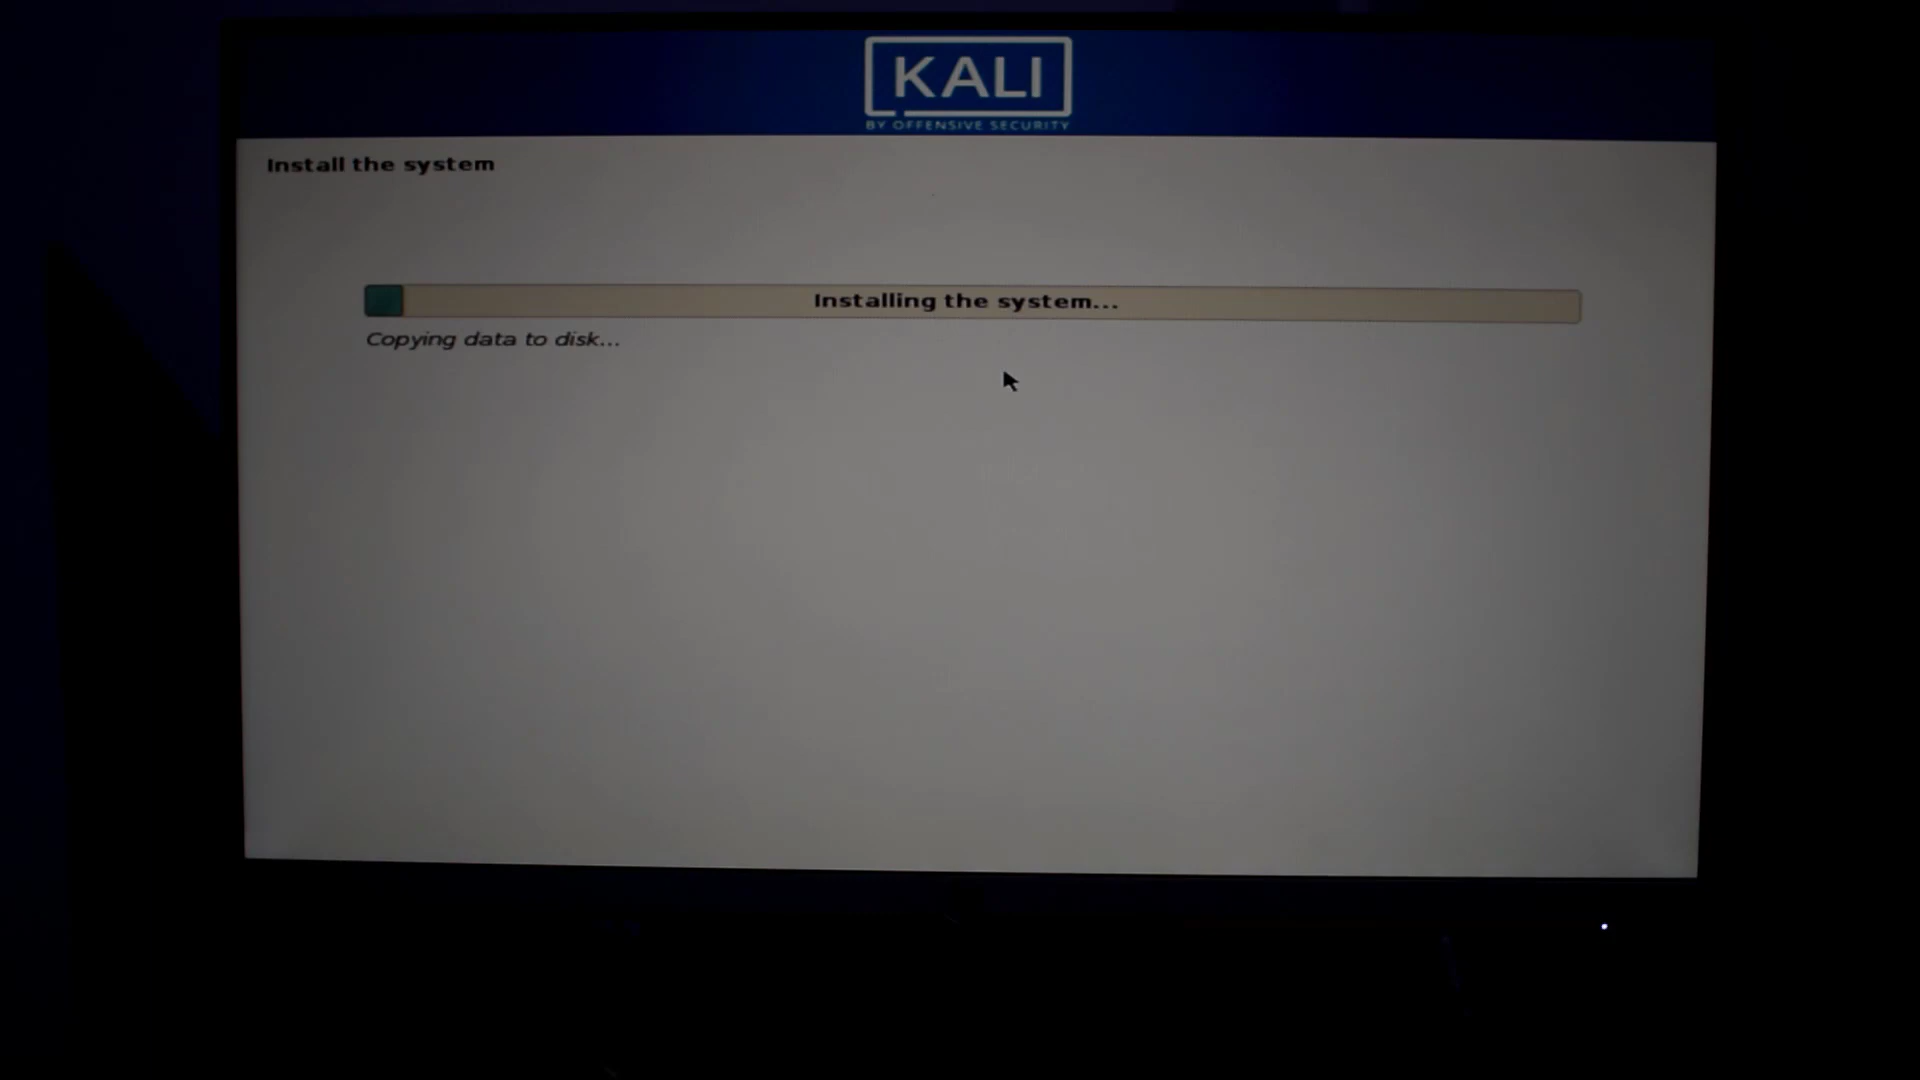 KALI
BY OFFENSIVE SECURITY
Install the system
Installing the system...
Copying data to disk...